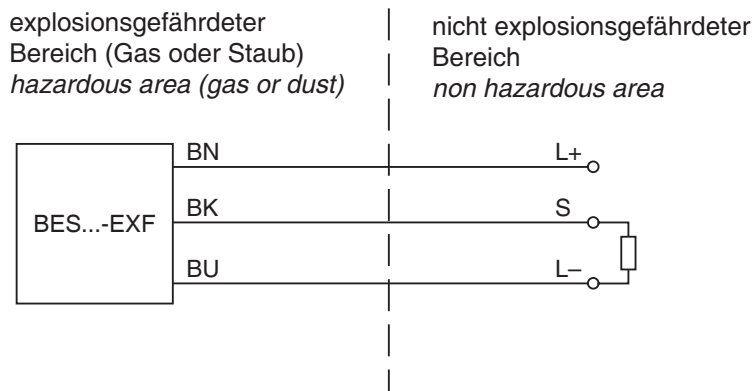 explosionsgefährdeter
Bereich (Gas oder Staub)
hazardous area (gas or dust)
nicht explosionsgefährdeter
Bereich
non hazardous area
BES...-EXF
BN
L+
BK
S
BU
L–